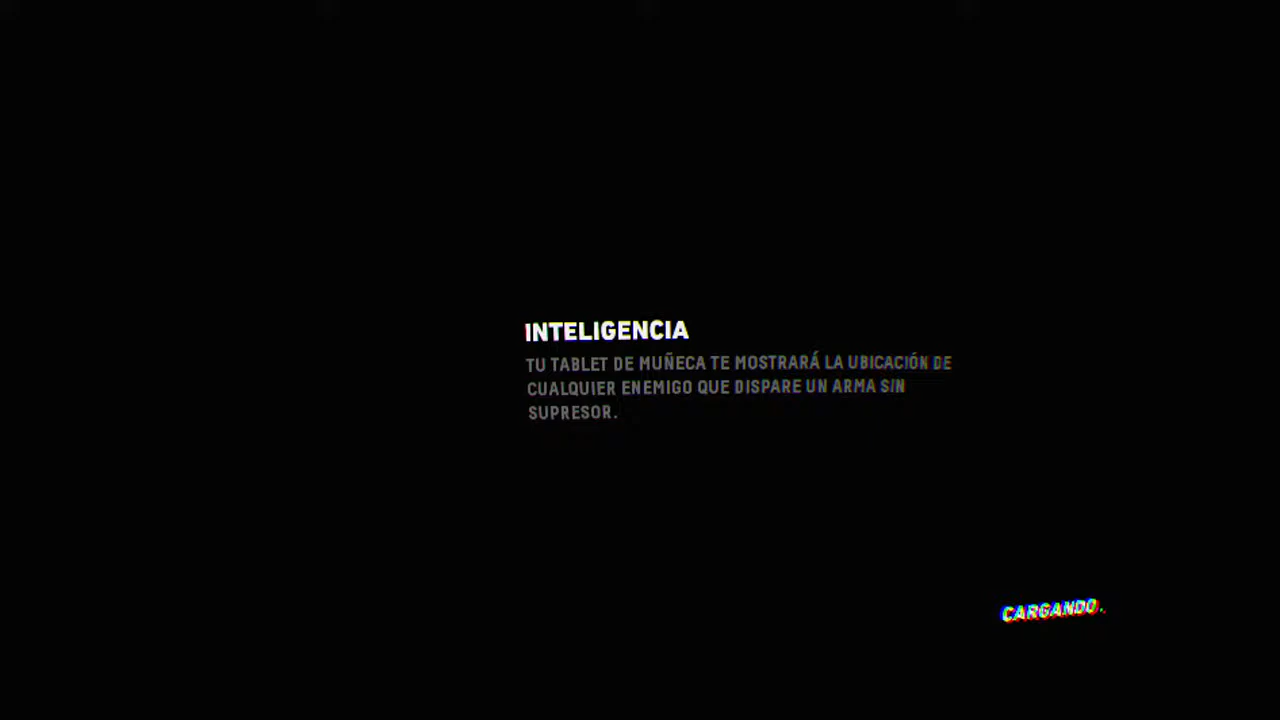 INTELIGENCIA
TU TABLET DE MUÑECA TE MOSTRARÁ LA UBICACIÓN DE
CUALQUIER ENEMIGO QUE DISPARE UN ARMA SIN
SUPRESOR.
CARGANDO.